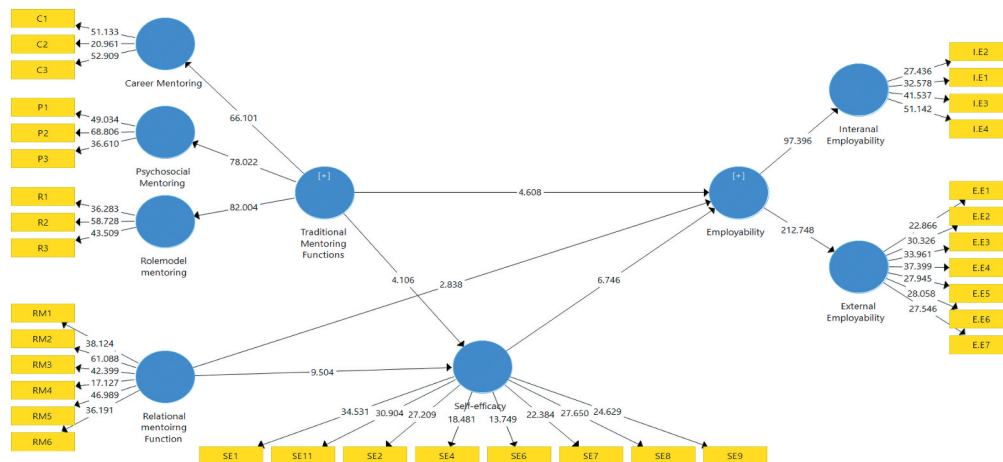 C1
C2
C3
51.133
20.961
52.909
Career Mentoring
P1
P2
P3
49.034
68.806
36.610
Psychosocial
Mentoring
R1
R2
R3
36.283
58.728
43.509
Rolemodel
mentoring
66.101
78.022
82.004
[+]
Traditional
Mentoring
Functions
4.608
4.106
2.838
9.504
6.746
RM1
RM2
RM3
RM4
RM5
RM6
38.124
61.088
42.399
17.127
46.989
36.191
Relational
mentoirng
Function
Self-efficacy
34.531
30.904
27.209
18.481
13.749
22.384
27.650
24.629
SE1
SE11
SE2
SE4
SE6
SE7
SE8
SE9
[+]
Employability
97.396
212.748
Interanal
Employability
27.436
32.578
41.537
51.142
I.E2
I.E1
I.E3
I.E4
External
Employability
22.866
30.326
33.961
37.399
27.945
28.058
27.546
E.E1
E.E2
E.E3
E.E4
E.E5
E.E6
E.E7